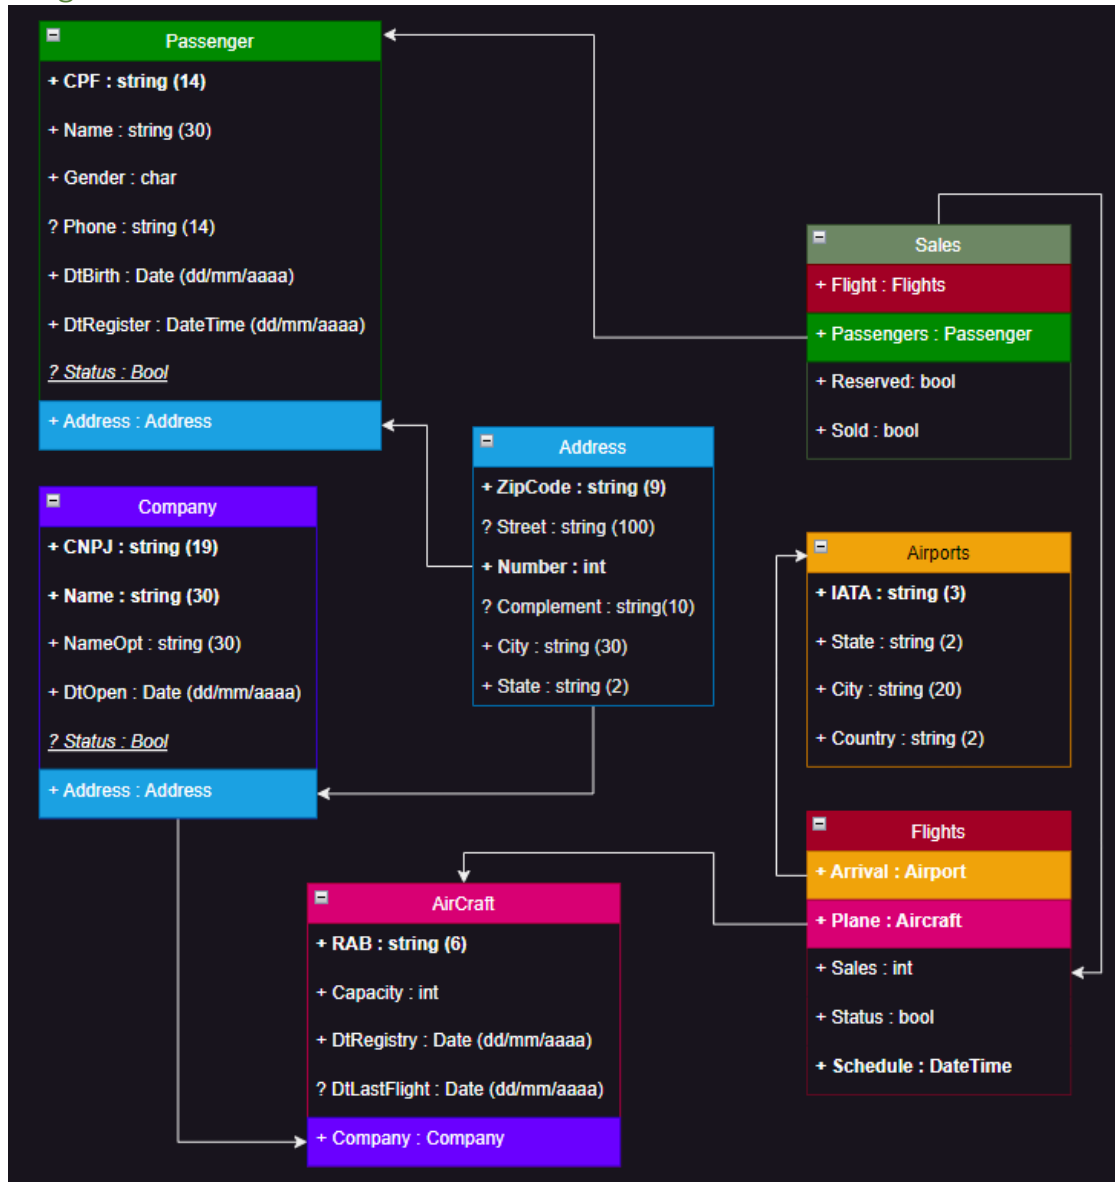 Passenger
+ CPF : string (14)
+ Name : string (30)
+ Gender : char
? Phone : string (14)
+ DtBirth : Date (dd/mm/aaaa)
+ DtRegister : DateTime (dd/mm/aaaa)
? Status : Bool
+ Address : Address
Sales
+ Flight : Flights
+ Passengers : Passenger
+ Reserved: bool
+ Sold : bool
Address
+ ZipCode : string (9)
? Street : string (100)
+ Number : int
? Complement : string(10)
+ City : string (30)
+ State : string (2)
Company
+ CNPJ : string (19)
+ Name : string (30)
+ NameOpt : string (30)
+ DtOpen : Date (dd/mm/aaaa)
? Status : Bool
+ Address : Address
Airports
+ IATA : string (3)
+ State : string (2)
+ City : string (20)
+ Country : string (2)
Flights
+ Arrival : Airport
+ Plane : Aircraft
+ Sales : int
+ Status : bool
+ Schedule : DateTime
AirCraft
+ RAB : string (6)
+ Capacity : int
+ DtRegistry : Date (dd/mm/aaaa)
? DtLastFlight : Date (dd/mm/aaaa)
+ Company : Company